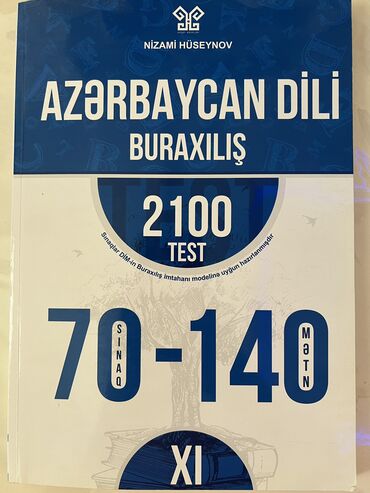 NİZAMİ HÜSEYNOV
AZƏRBAYCAN DİLİ
BURAXILIŞ
2100
TEST
Sınaqlar DİM-in Buraxılış imtahanı modelinə uyğun hazırlanmışdır
70 SINAQ - 140 MƏTN
XI